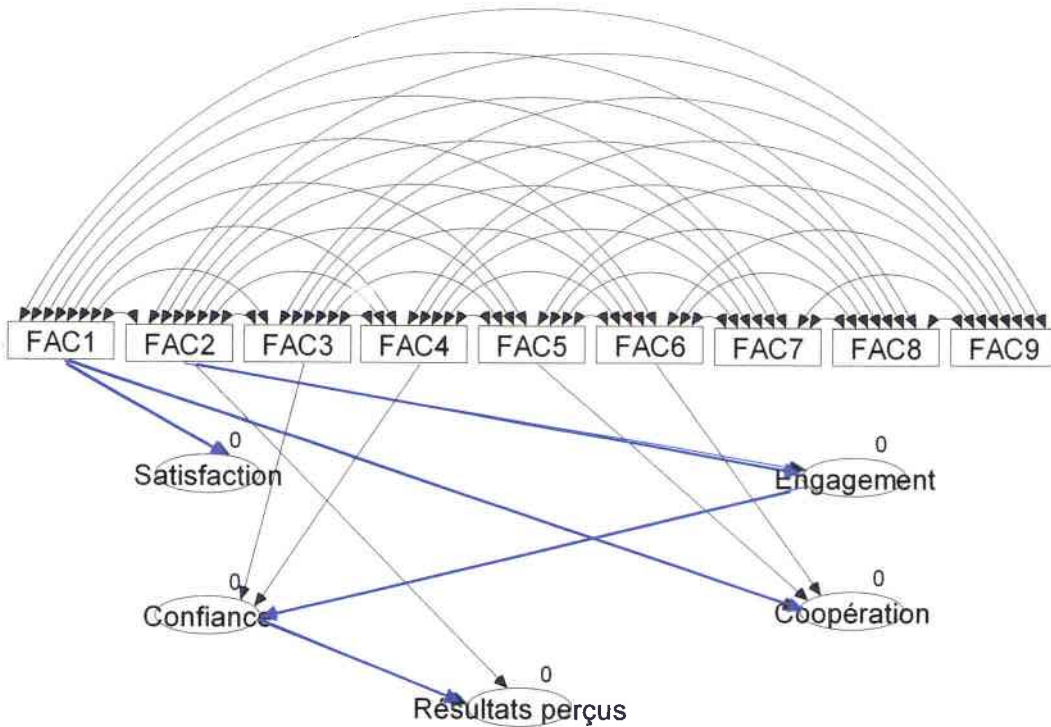 FAC1 FAC2 FAC3 FAC4 FAC5 FAC6 FAC7 FAC8 FAC9
0
Satisfaction
0
Engagement
0
Confiance
0
Coopération
0
Résultats perçus